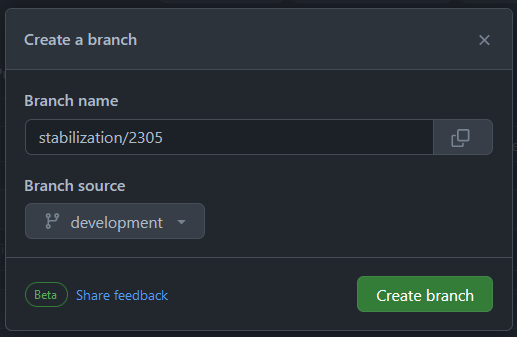 Create a branch
Branch name
stabilization/2305
Branch source
development
Beta Share feedback
Create branch